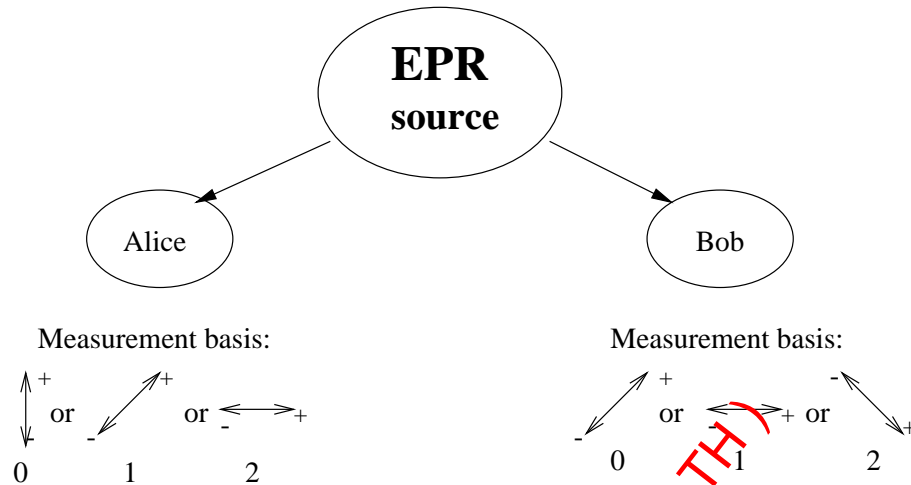 EPR
source
Alice
Bob
Measurement basis:
Measurement basis:
+ or + or +
- - -
0 1 2
+ or + or -
- - +
0 1 2
TH )